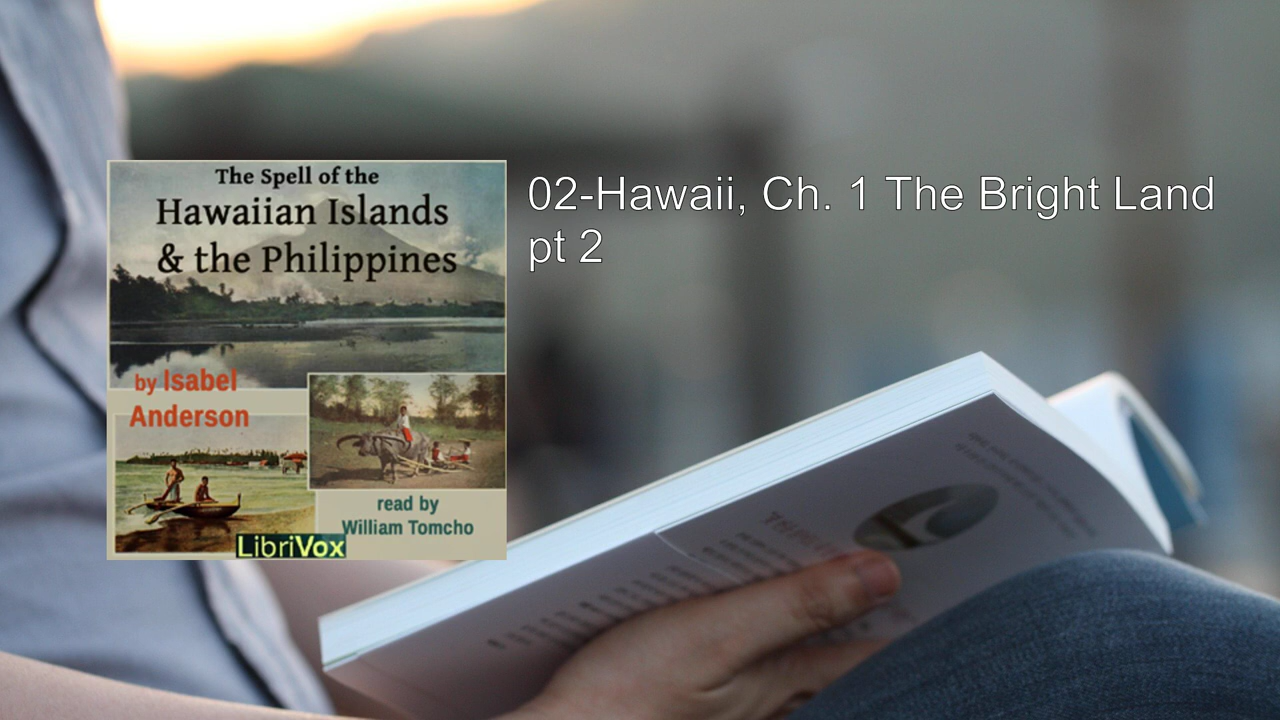 The Spell of the
Hawaiian Islands
& the Philippines
by Isabel
Anderson
read by
William Tomcho
LibriVox
02-Hawaii, Ch. 1 The Bright Land
pt 2